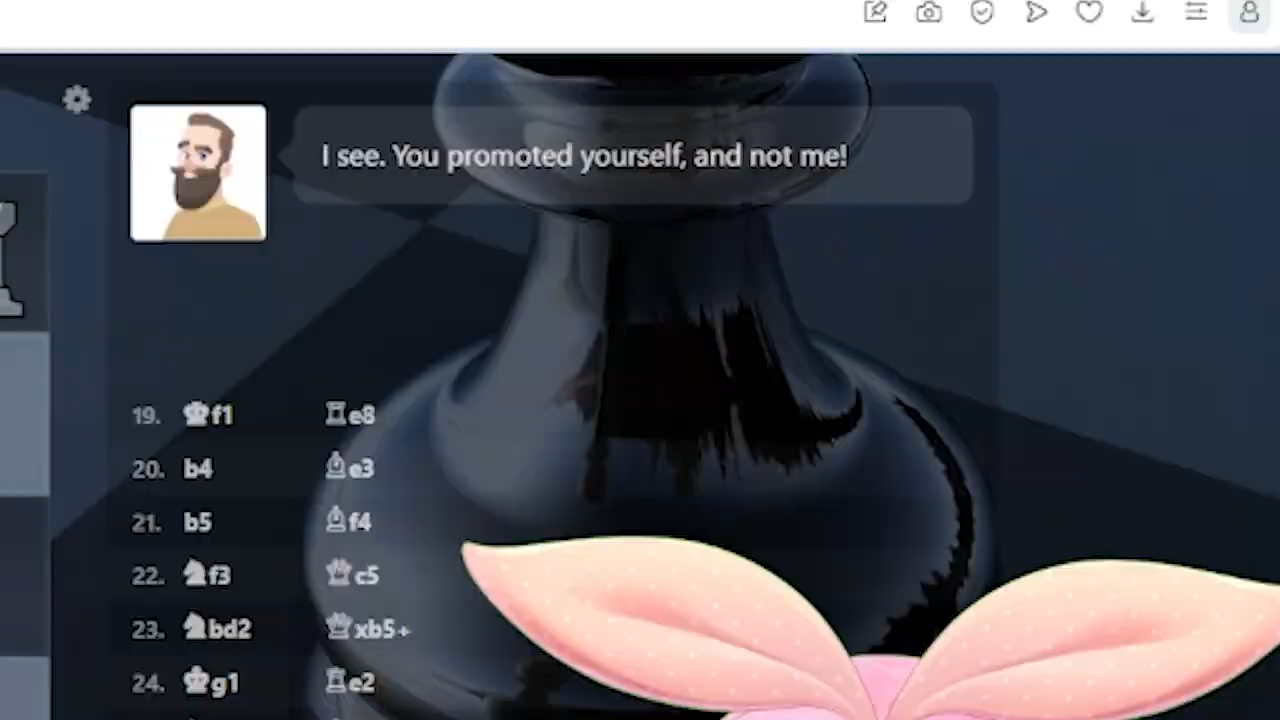 I see. You promoted yourself, and not me!
19. ♚f1 ♖e8
20. b4 ♗e3
21. b5 ♗f4
22. ♞f3 ♕c5
23. ♞bd2 ♕xb5+
24. ♚g1 ♖e2